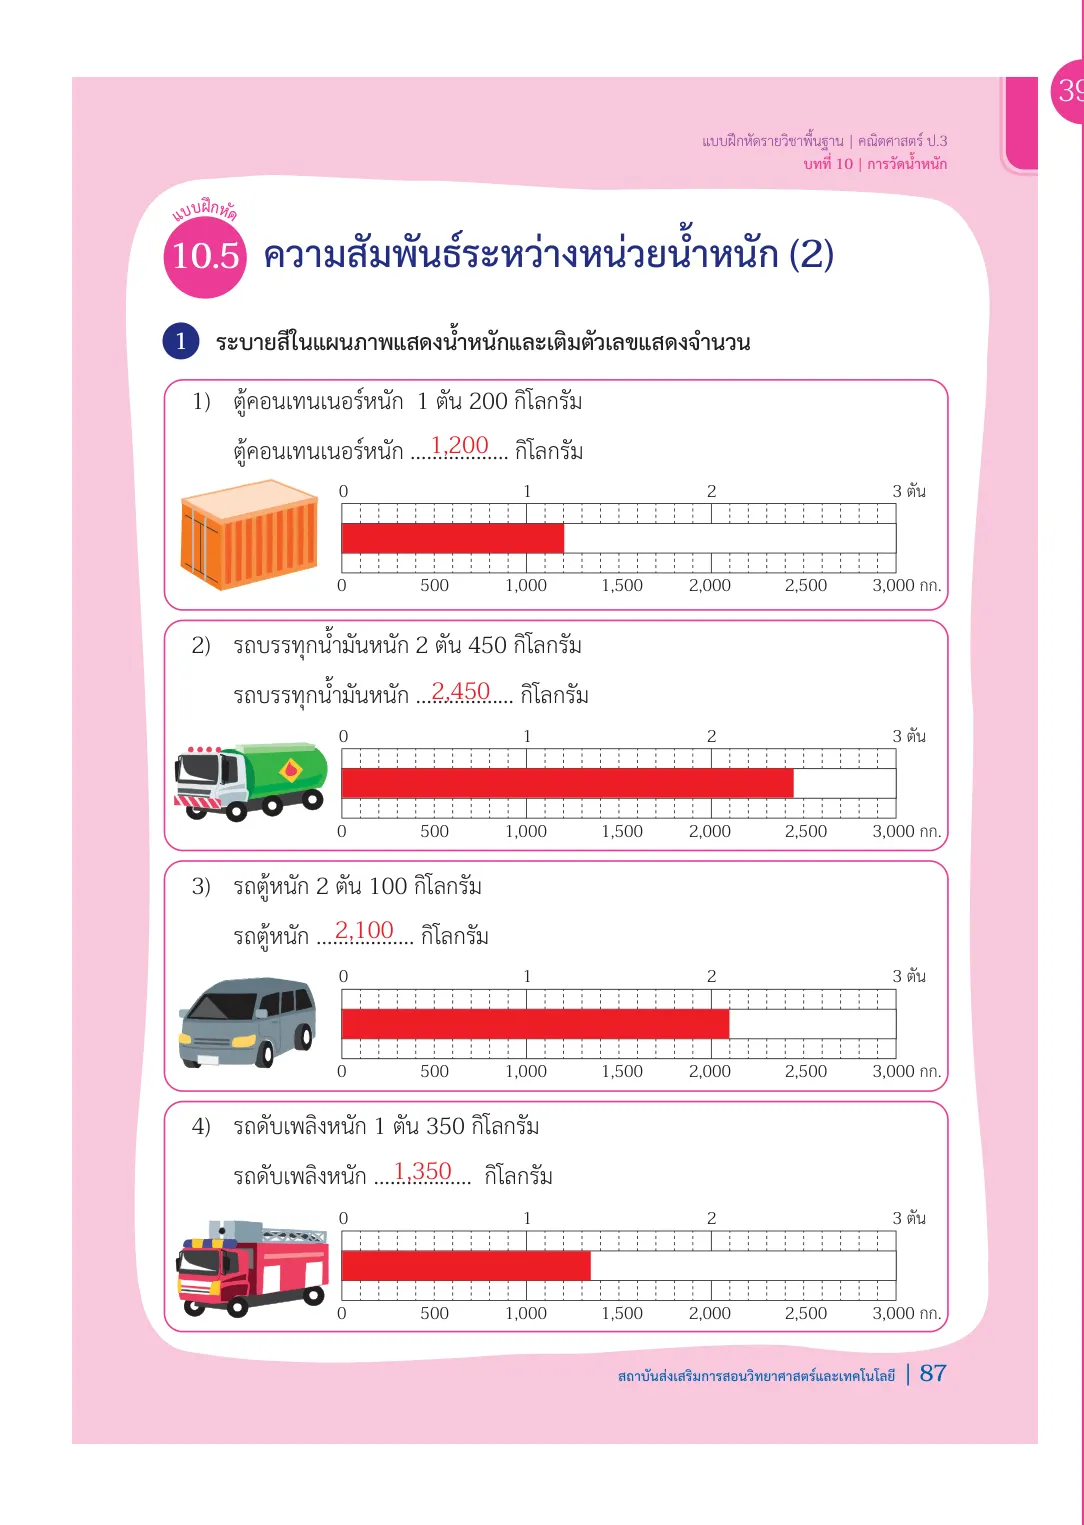 39
แบบฝึกหัดรายวิชาพื้นฐาน | คณิตศาสตร์ ป.3
บทที่ 10 | การวัดน้ำหนัก
แบบฝึกหัด
10.5 ความสัมพันธ์ระหว่างหน่วยน้ำหนัก (2)
1 ระบายสีในแผนภาพแสดงน้ำหนักและเติมตัวเลขแสดงจำนวน
1) ตู้คอนเทนเนอร์หนัก 1 ตัน 200 กิโลกรัม
ตู้คอนเทนเนอร์หนัก ......1,200...... กิโลกรัม
0 1 2 3 ตัน
0 500 1,000 1,500 2,000 2,500 3,000 กก.
2) รถบรรทุกน้ำมันหนัก 2 ตัน 450 กิโลกรัม
รถบรรทุกน้ำมันหนัก ......2,450...... กิโลกรัม
0 1 2 3 ตัน
0 500 1,000 1,500 2,000 2,500 3,000 กก.
3) รถตู้หนัก 2 ตัน 100 กิโลกรัม
รถตู้หนัก ......2,100...... กิโลกรัม
0 1 2 3 ตัน
0 500 1,000 1,500 2,000 2,500 3,000 กก.
4) รถดับเพลิงหนัก 1 ตัน 350 กิโลกรัม
รถดับเพลิงหนัก ......1,350...... กิโลกรัม
0 1 2 3 ตัน
0 500 1,000 1,500 2,000 2,500 3,000 กก.
สถาบันส่งเสริมการสอนวิทยาศาสตร์และเทคโนโลยี | 87